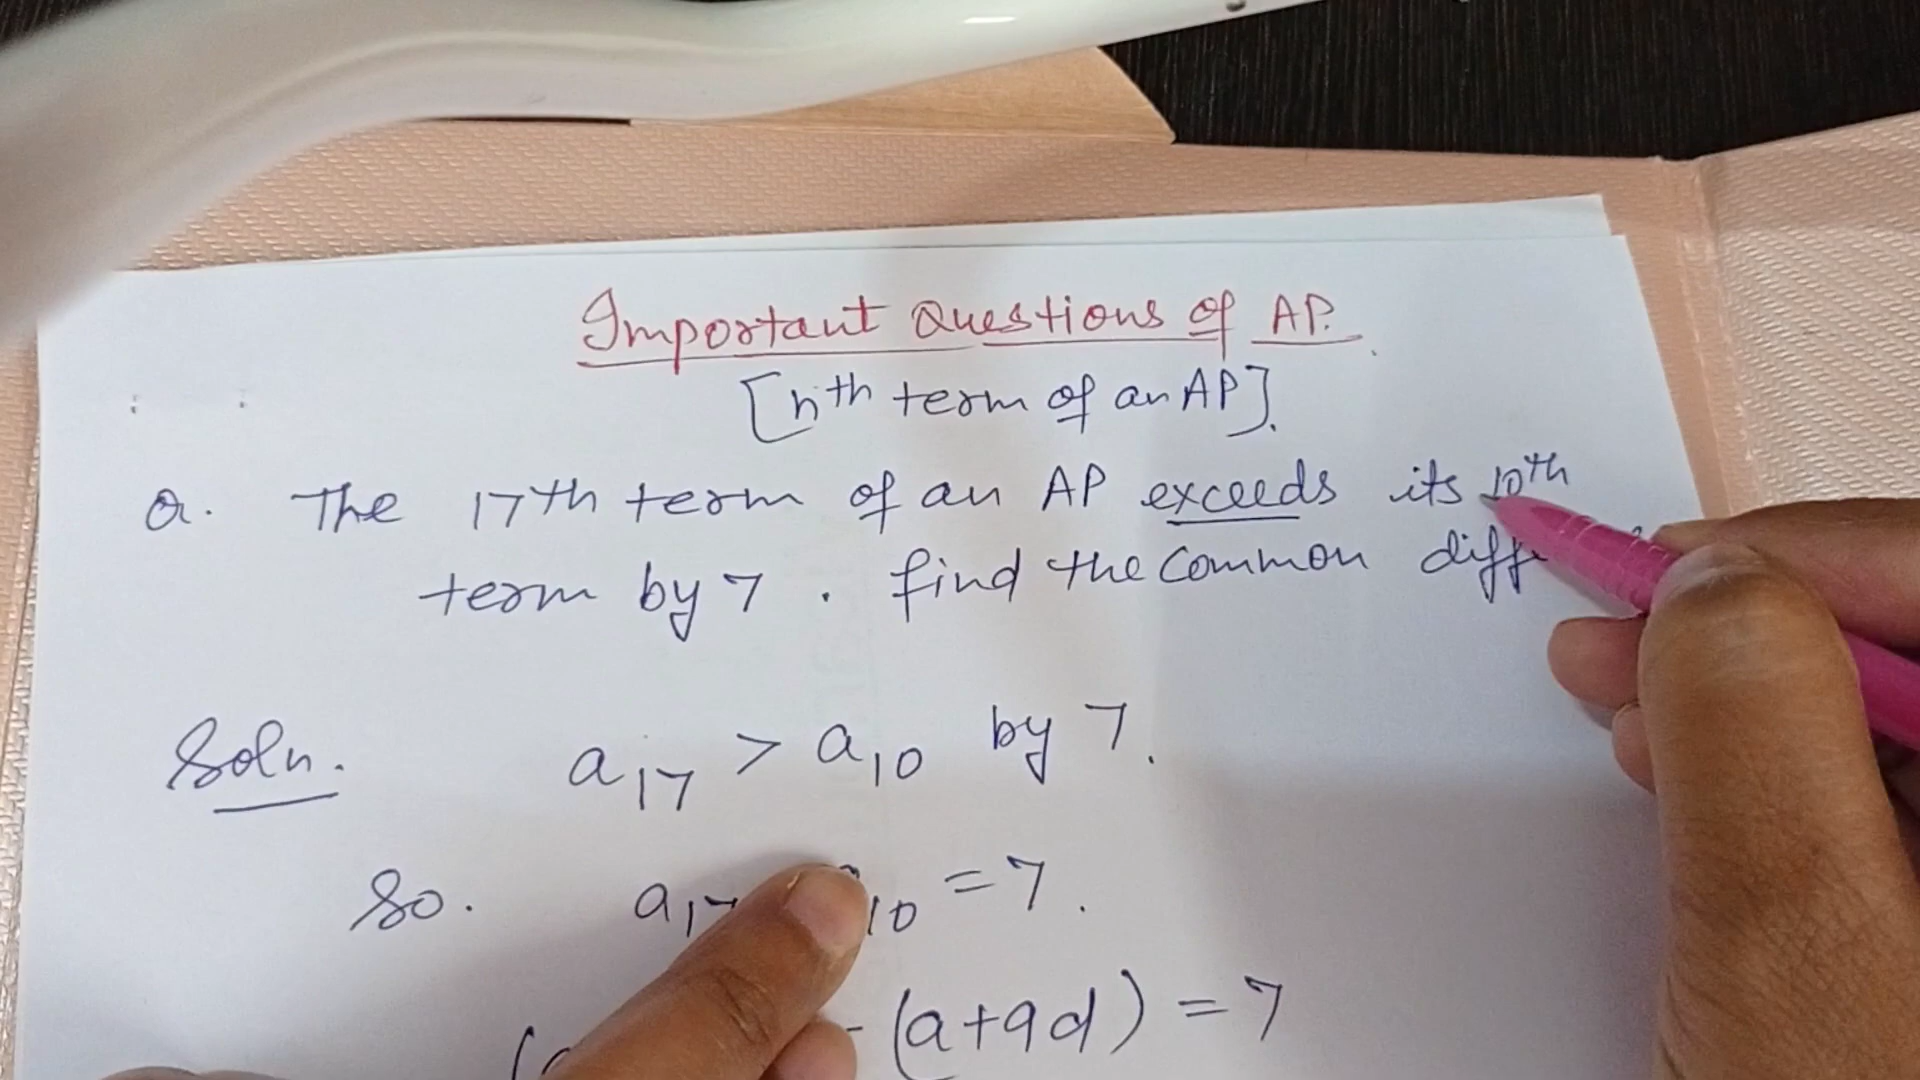 Important Questions of AP.
[nth term of an AP].
Q. The 17th term of an AP exceeds its 10th
term by 7. find the common
Soln. a17 > a10 by 7.
So. 10 = 7.
- (a+9d) = 7